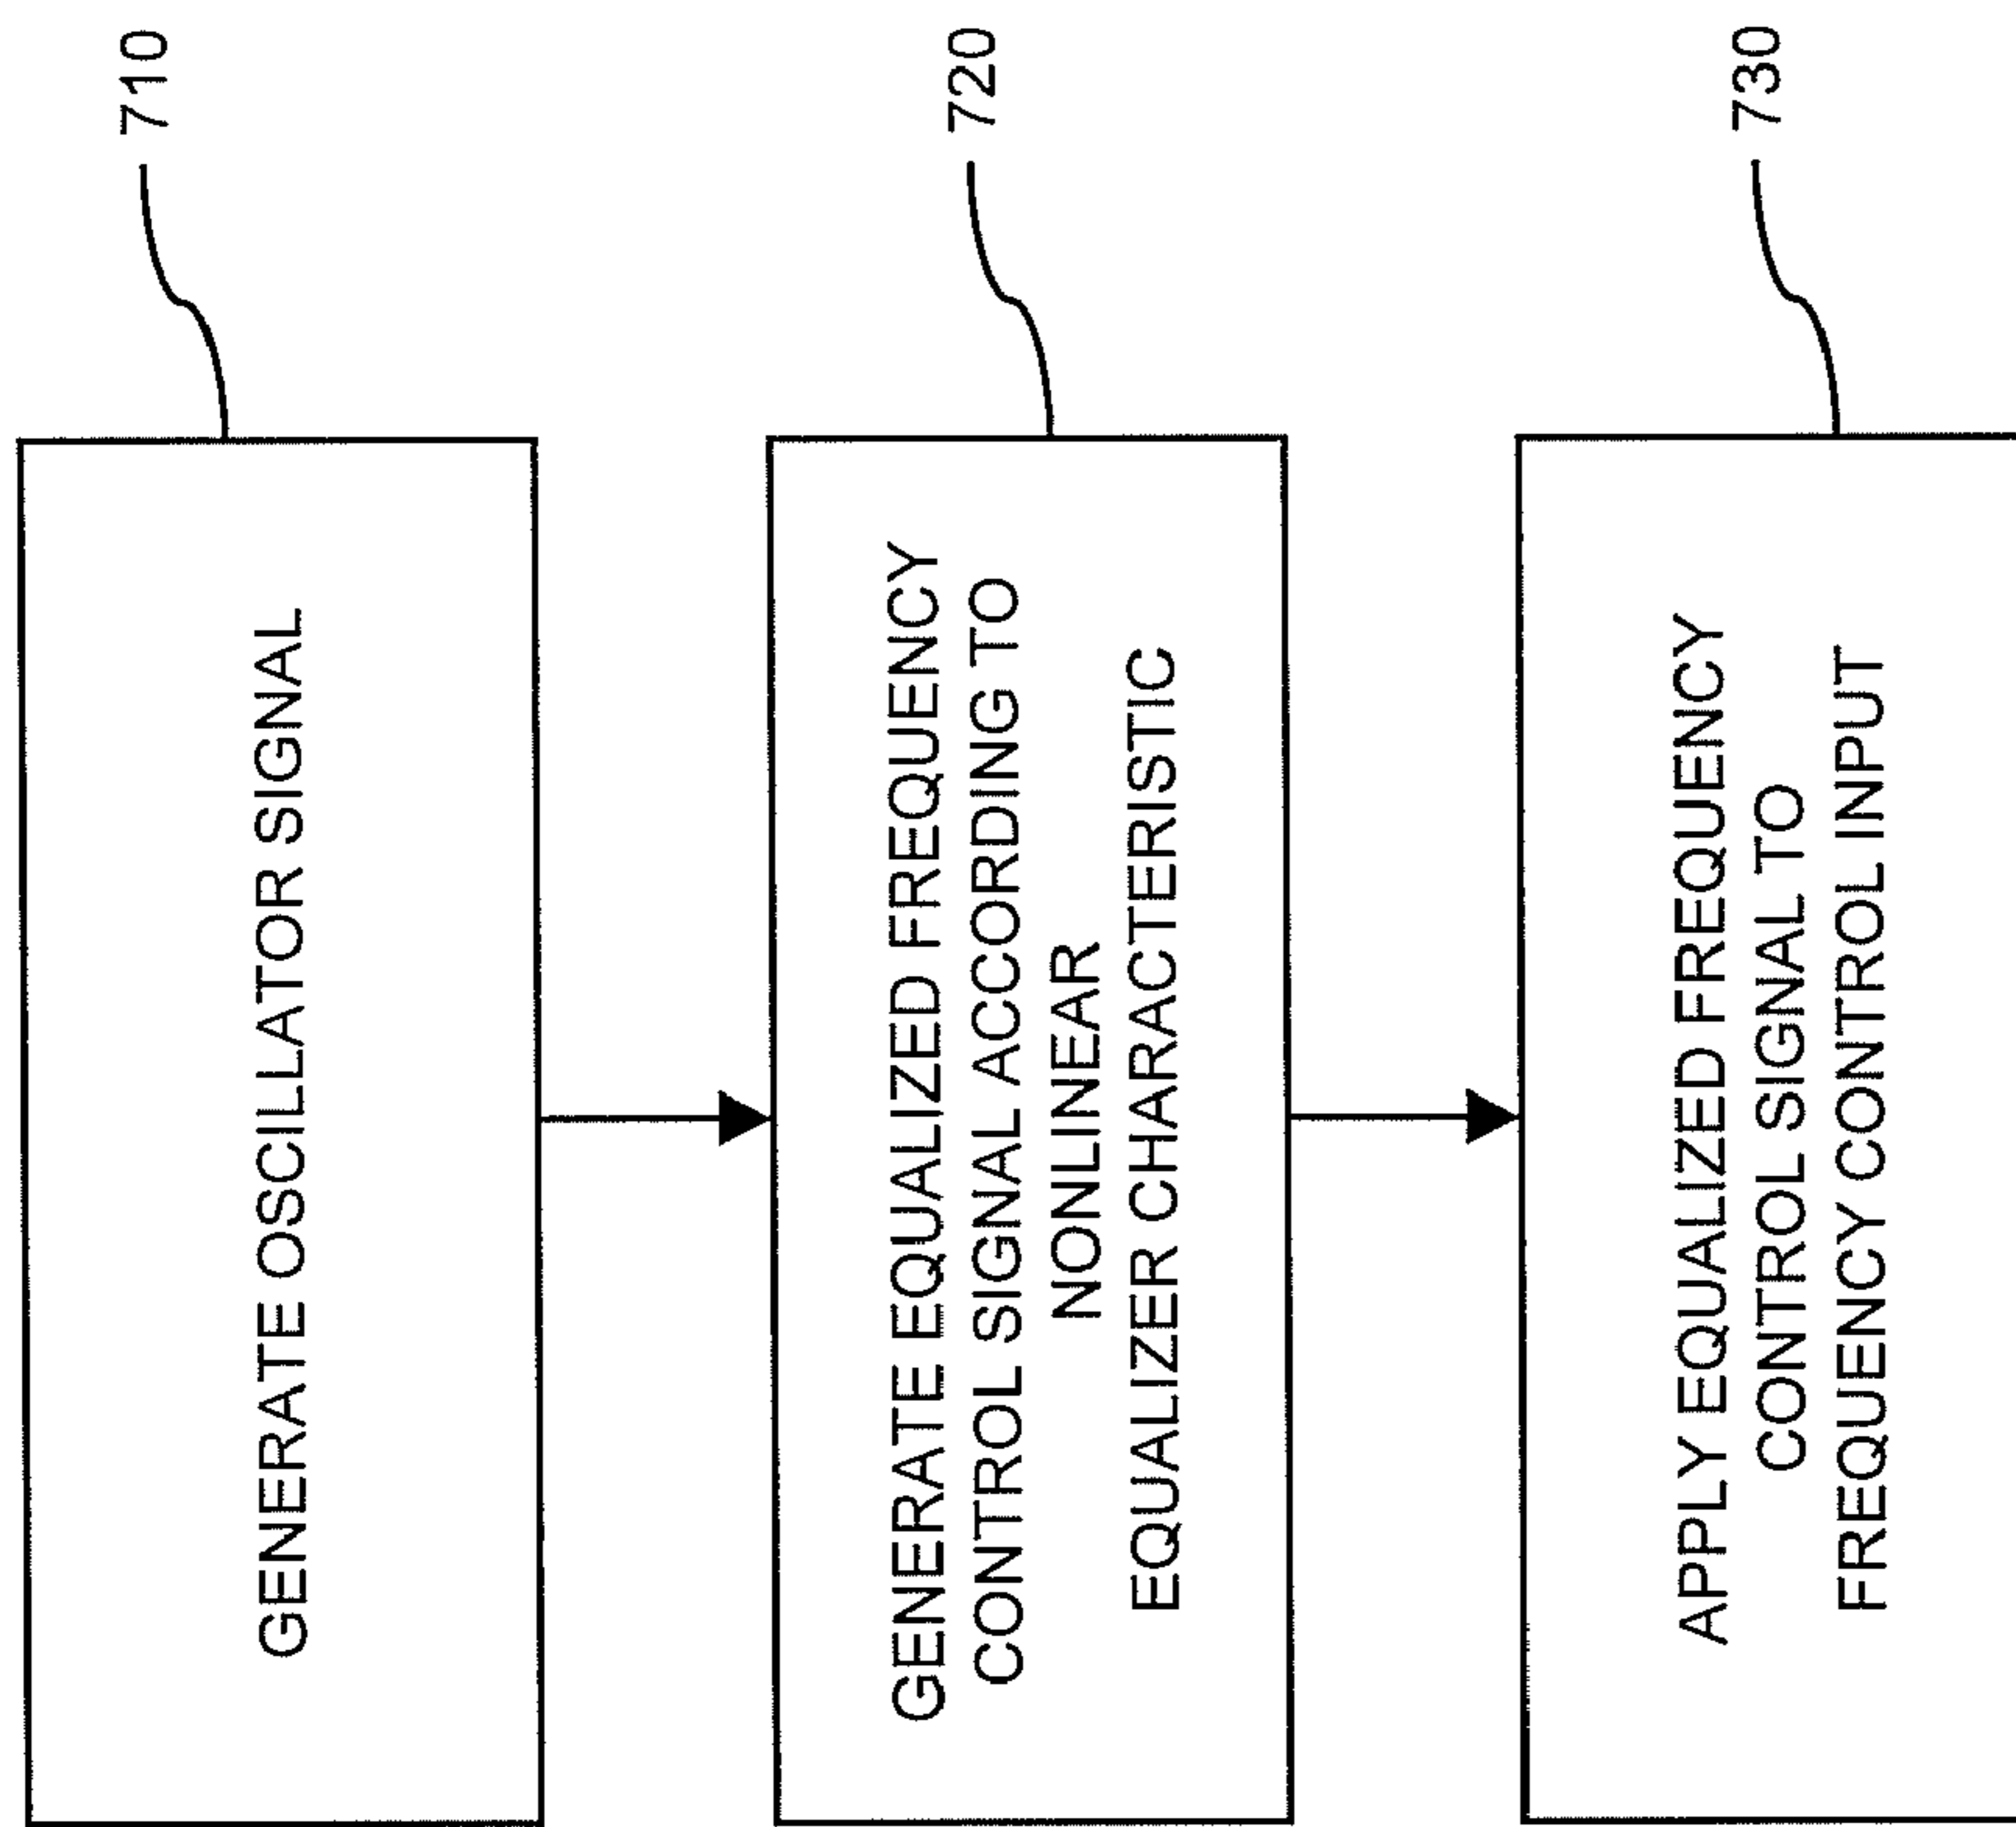 710
GENERATE OSCILLATOR SIGNAL
720
GENERATE EQUALIZED FREQUENCY
CONTROL SIGNAL ACCORDING TO
NONLINEAR
EQUALIZER CHARACTERISTIC
730
APPLY EQUALIZED FREQUENCY
CONTROL SIGNAL TO
FREQUENCY CONTROL INPUT